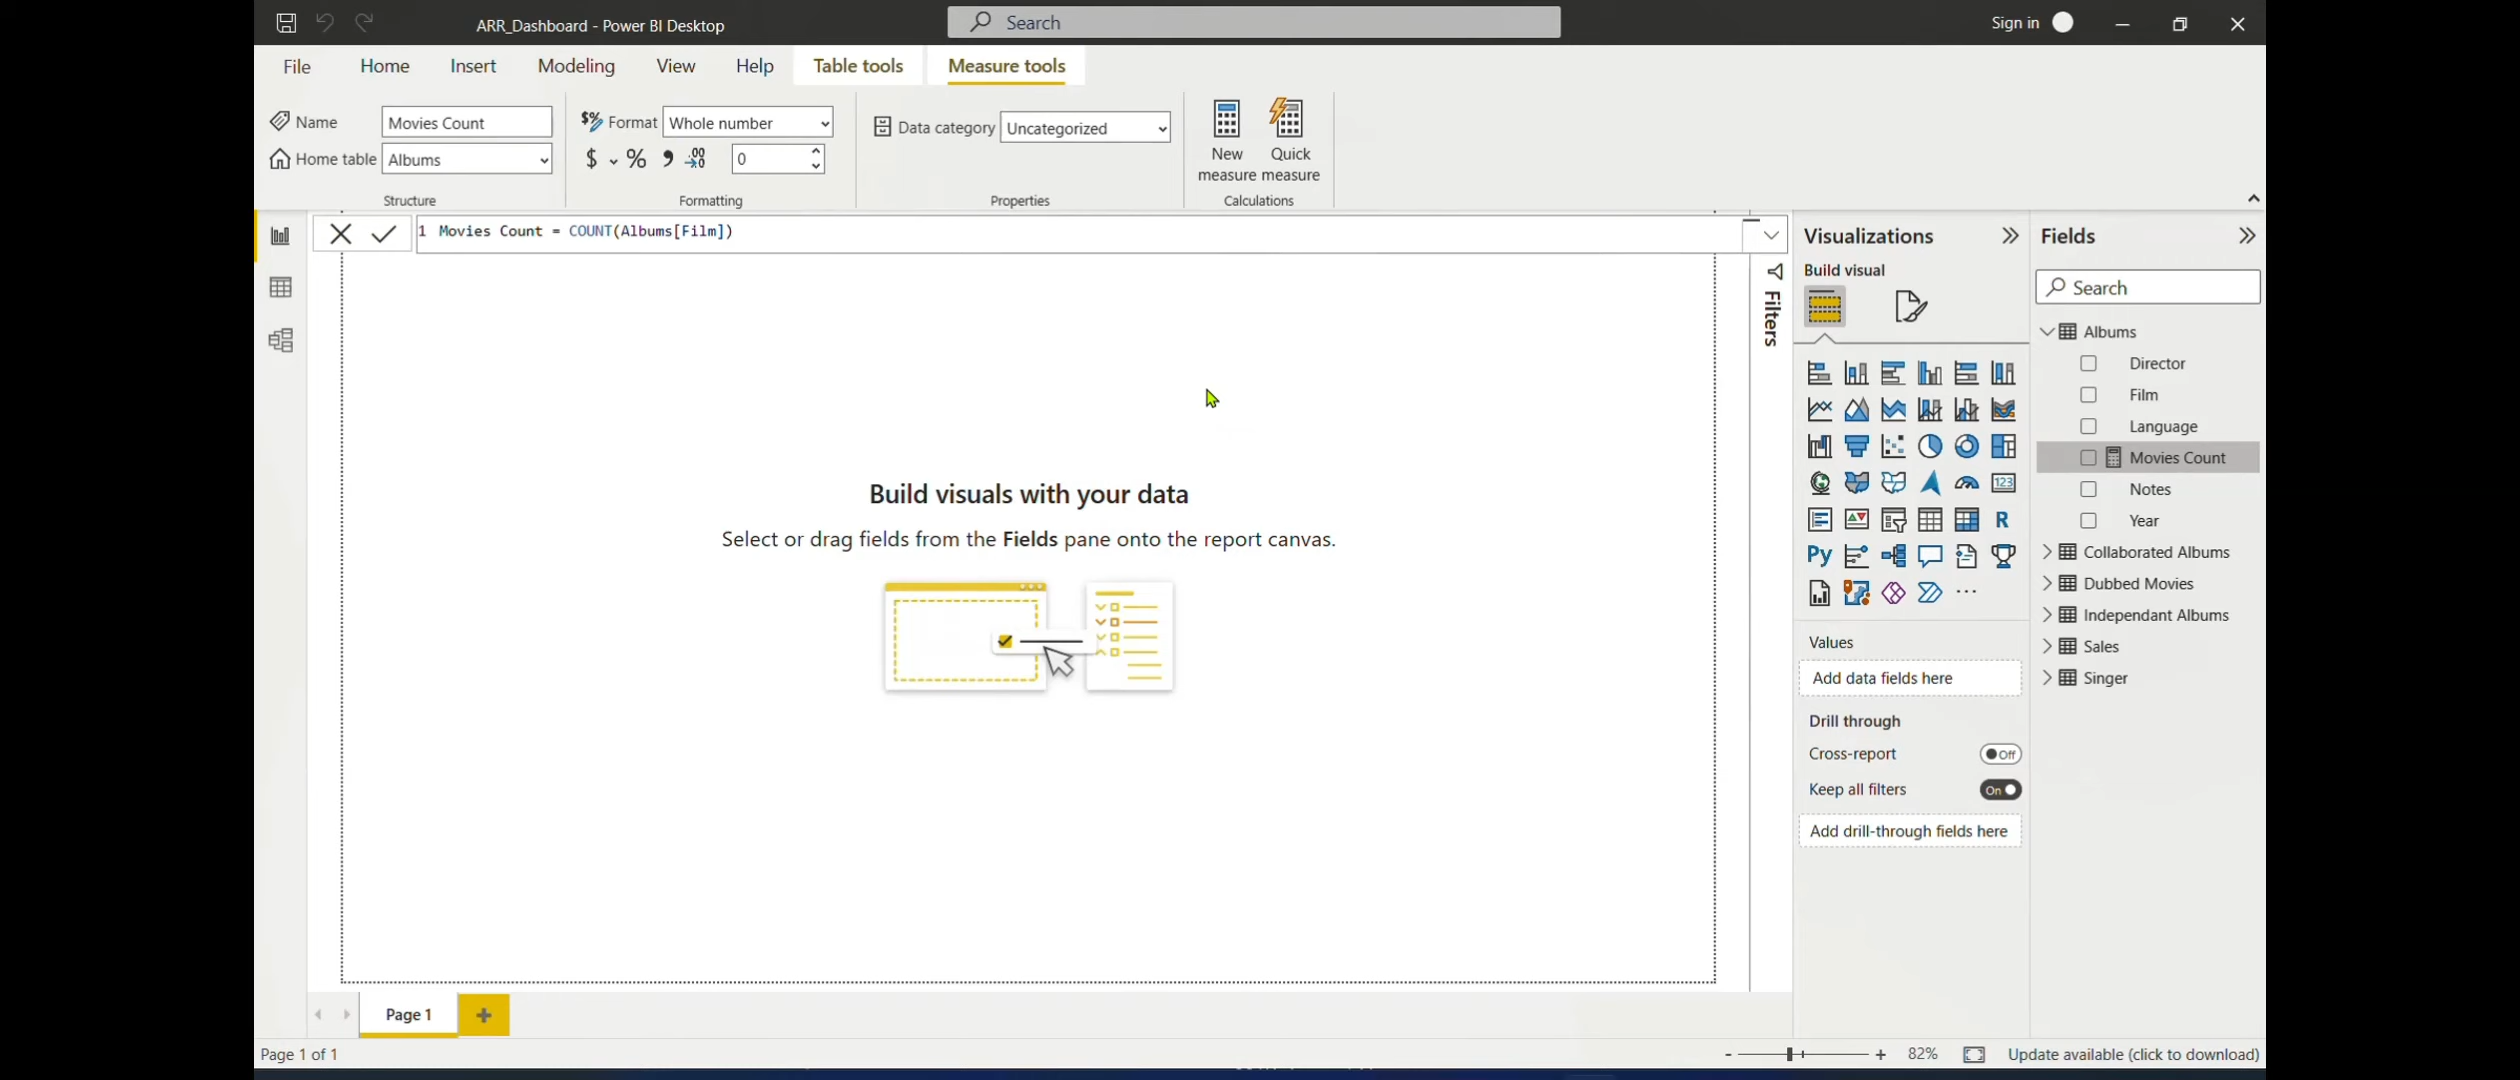 ARR_Dashboard - Power BI Desktop
Search
Sign in
File
Home
Insert
Modeling
View
Help
Table tools
Measure tools
Name
Movies Count
Home table
Albums
Structure
Format
Whole number
$
%
,
.00
0
Formatting
Data category
Uncategorized
Properties
New
measure
Quick
measure
Calculations
1 Movies Count = COUNT(Albums[Film])
Build visuals with your data
Select or drag fields from the Fields pane onto the report canvas.
Filters
Visualizations
Build visual
123
R
Py
Values
Add data fields here
Drill through
Cross-report
Off
Keep all filters
On
Add drill-through fields here
Fields
Search
Albums
Director
Film
Language
Movies Count
Notes
Year
Collaborated Albums
Dubbed Movies
Independant Albums
Sales
Singer
Page 1
Page 1 of 1
82%
Update available (click to download)